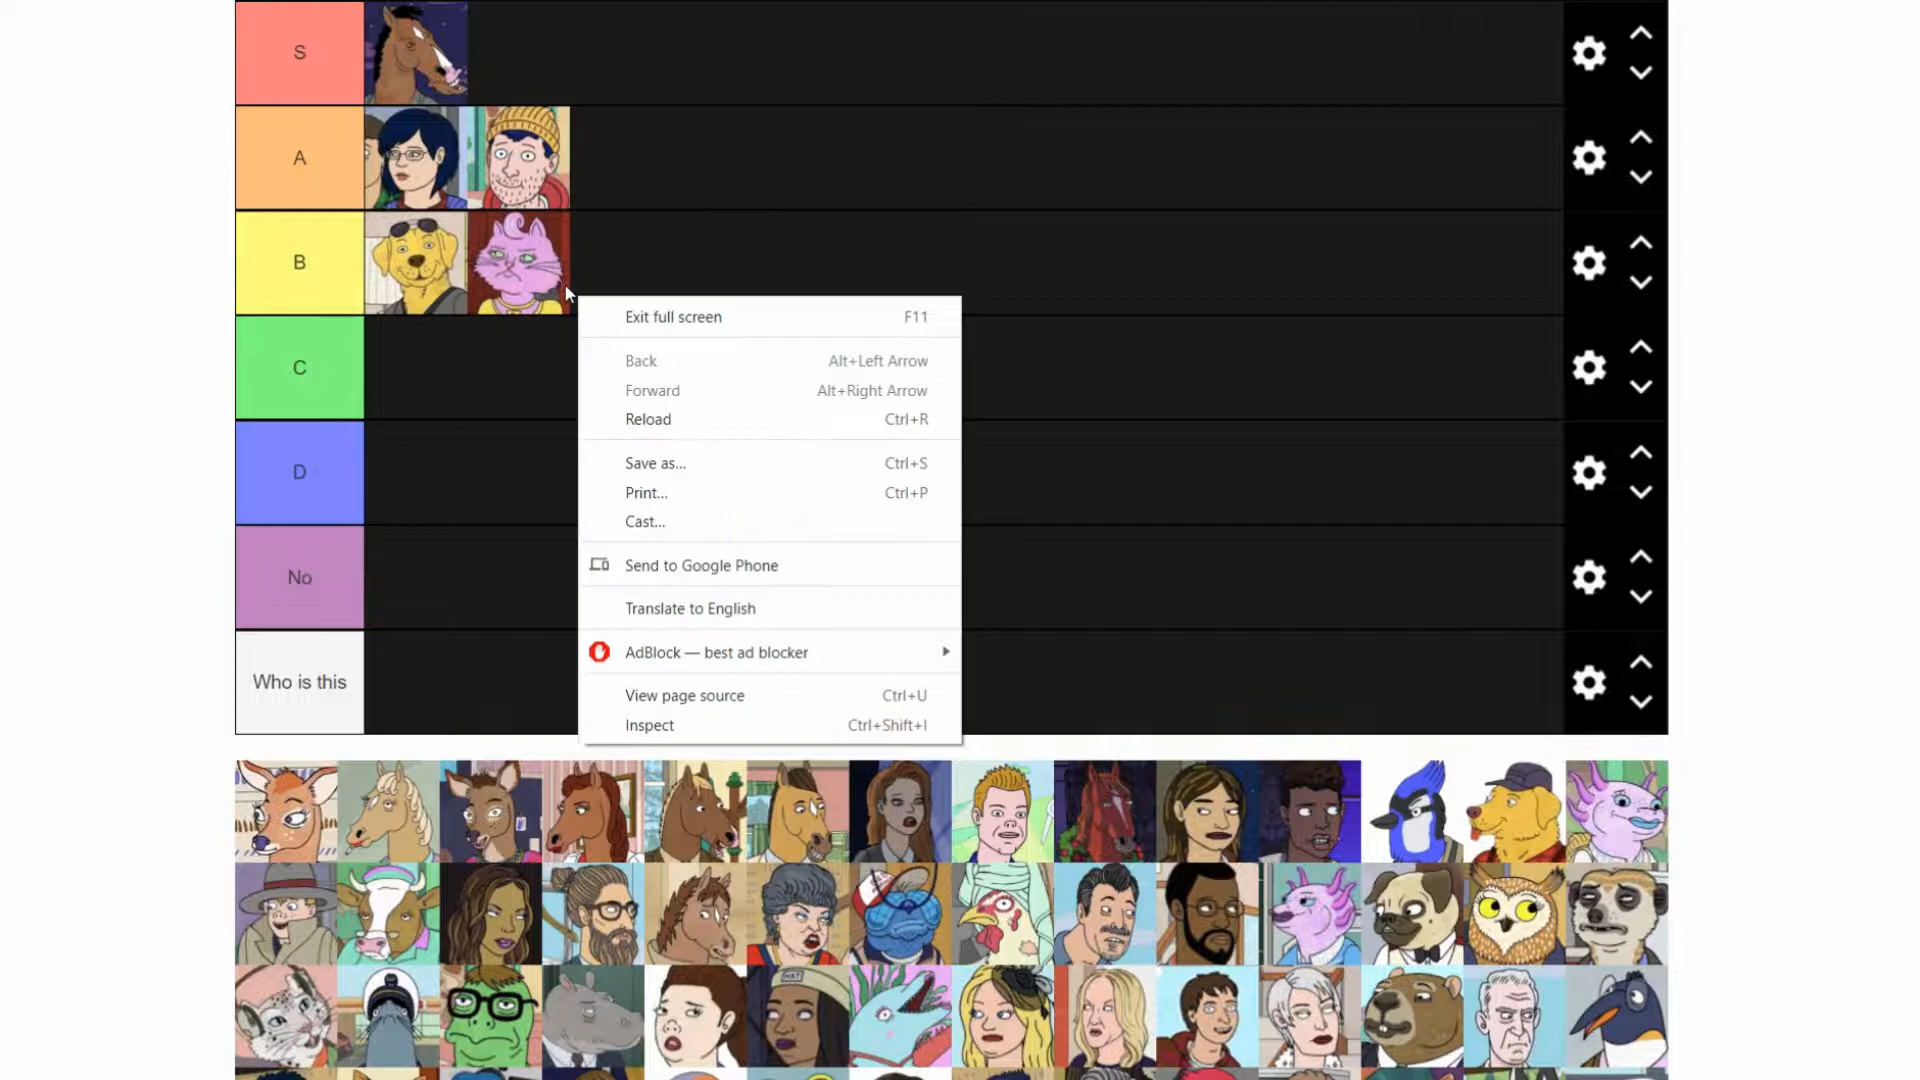 S
A
B
C
D
No
Who is this
Exit full screen F11
Back Alt+Left Arrow
Forward Alt+Right Arrow
Reload Ctrl+R
Save as... Ctrl+S
Print... Ctrl+P
Cast...
Send to Google Phone
Translate to English
AdBlock — best ad blocker
View page source Ctrl+U
Inspect Ctrl+Shift+I
HAT